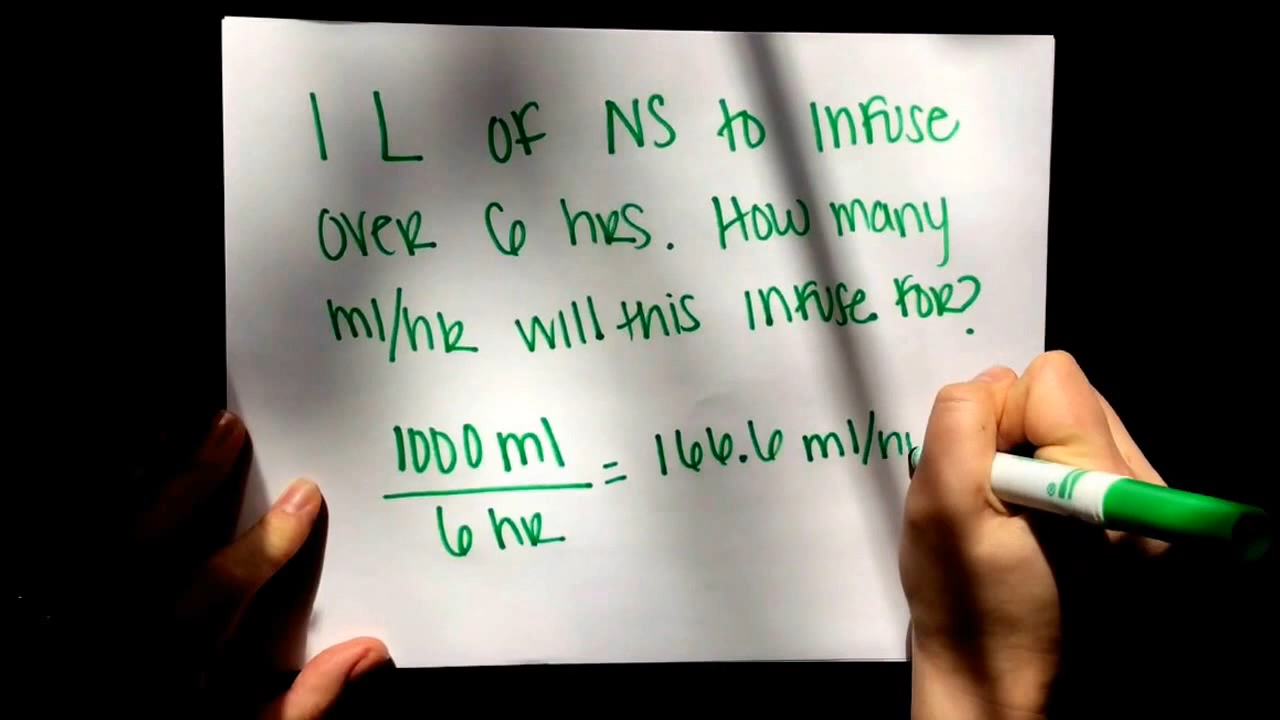 1 L of NS to Infuse
over 6 hrs. How many
ml/hr will this infuse for?
1000 ml
6 hr
= 166.6 ml/hr